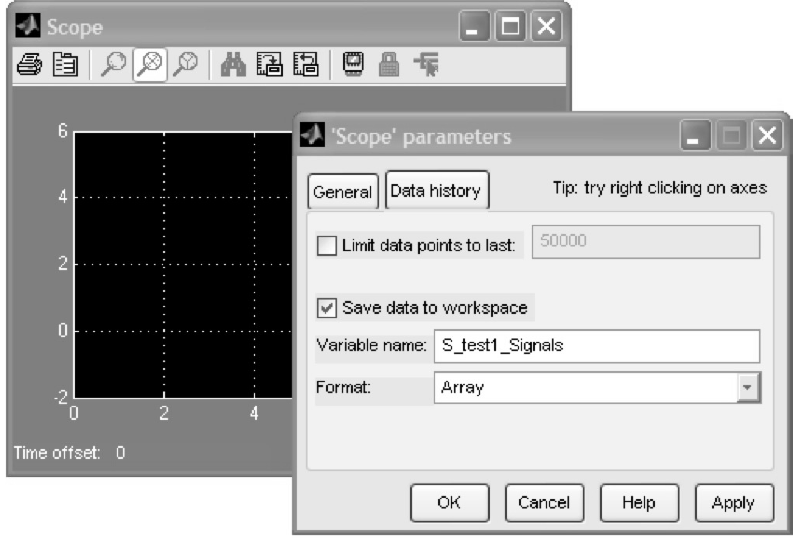 Scope
6
4
2
0
-2
0 2 4
Time offset: 0
'Scope' parameters
General Data history Tip: try right clicking on axes
Limit data points to last: 50000
Save data to workspace
Variable name: S_test1_Signals
Format: Array
OK Cancel Help Apply